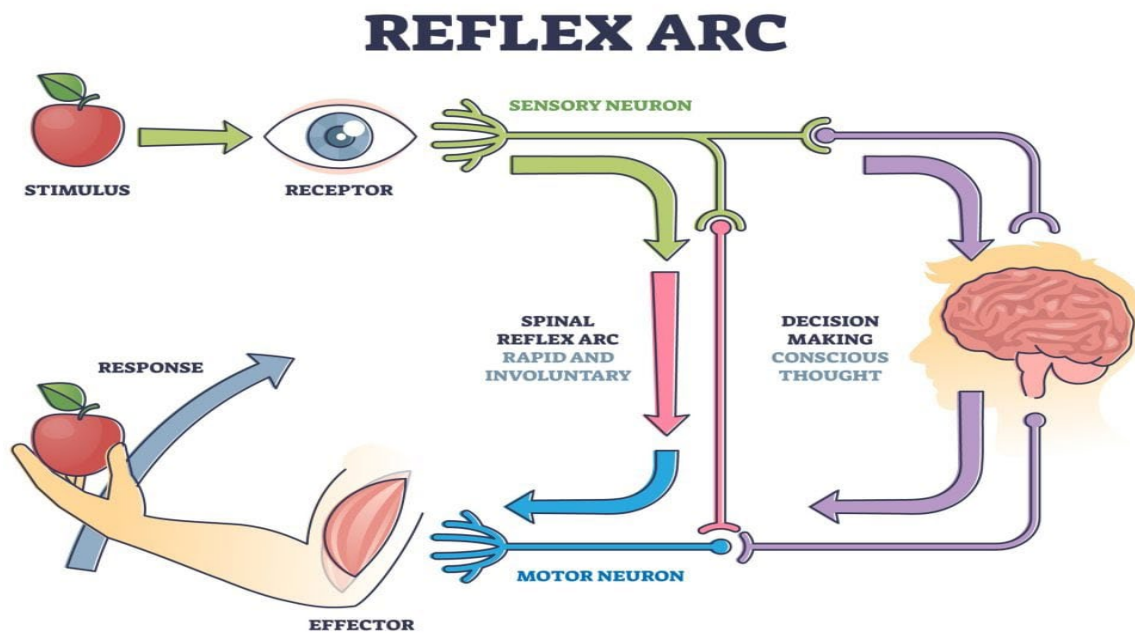 REFLEX ARC
SENSORY NEURON
STIMULUS
RECEPTOR
SPINAL
REFLEX ARC
RAPID AND
INVOLUNTARY
DECISION
MAKING
CONSCIOUS
THOUGHT
RESPONSE
MOTOR NEURON
EFFECTOR